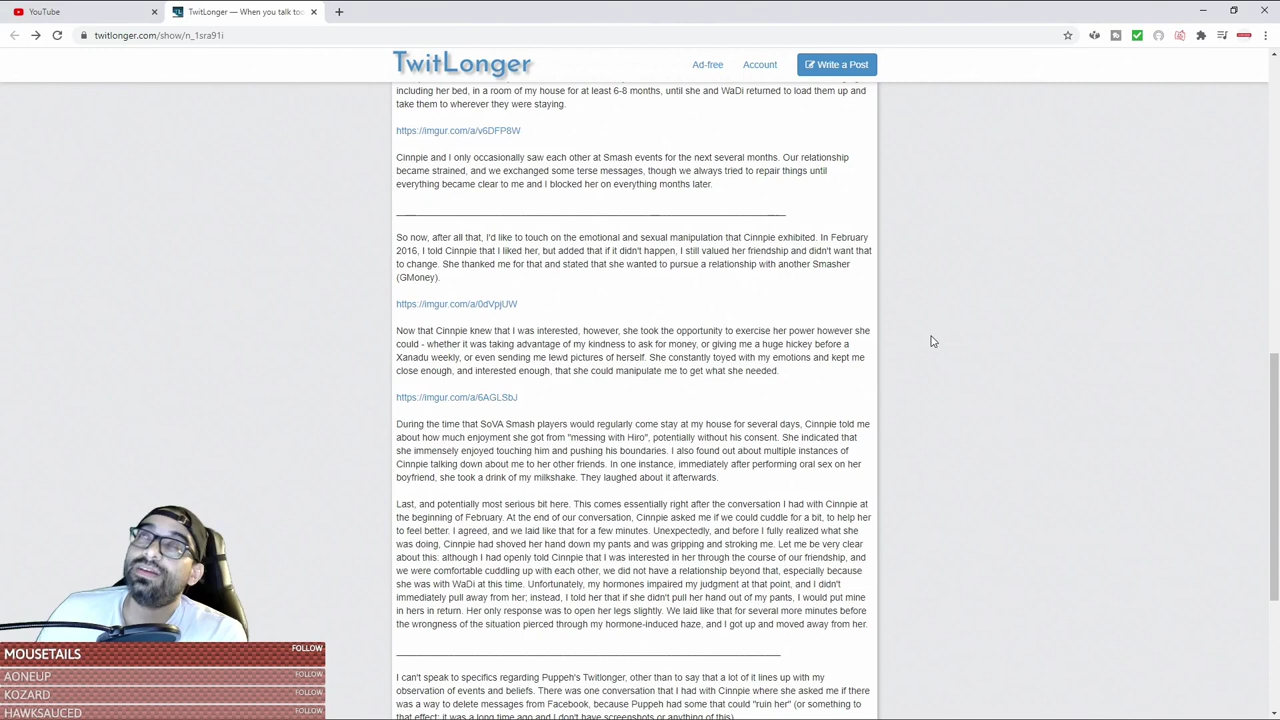 YouTube
TwitLonger — When you talk too
twitlonger.com/show/n_1sra91i
TwitLonger
Ad-free
Account
Write a Post
including her bed, in a room of my house for at least 6-8 months, until she and WaDi returned to load them up and
take them to wherever they were staying.
https://imgur.com/a/v6DFP8W
Cinnpie and I only occasionally saw each other at Smash events for the next several months. Our relationship
became strained, and we exchanged some terse messages, though we always tried to repair things until
everything became clear to me and I blocked her on everything months later.
So now, after all that, I'd like to touch on the emotional and sexual manipulation that Cinnpie exhibited. In February
2016, I told Cinnpie that I liked her, but added that if it didn't happen, I still valued her friendship and didn't want that
to change. She thanked me for that and stated that she wanted to pursue a relationship with another Smasher
(GMoney).
https://imgur.com/a/0dVpjUW
Now that Cinnpie knew that I was interested, however, she took the opportunity to exercise her power however she
could - whether it was taking advantage of my kindness to ask for money, or giving me a huge hickey before a
Xanadu weekly, or even sending me lewd pictures of herself. She constantly toyed with my emotions and kept me
close enough, and interested enough, that she could manipulate me to get what she needed.
https://imgur.com/a/6AGLSbJ
During the time that SoVA Smash players would regularly come stay at my house for several days, Cinnpie told me
about how much enjoyment she got from "messing with Hiro", potentially without his consent. She indicated that
she immensely enjoyed touching him and pushing his boundaries. I also found out about multiple instances of
Cinnpie talking down about me to her other friends. In one instance, immediately after performing oral sex on her
boyfriend, she took a drink of my milkshake. They laughed about it afterwards.
Last, and potentially most serious bit here. This comes essentially right after the conversation I had with Cinnpie at
the beginning of February. At the end of our conversation, Cinnpie asked me if we could cuddle for a bit, to help her
to feel better. I agreed, and we laid like that for a few minutes. Unexpectedly, and before I fully realized what she
was doing, Cinnpie had shoved her hand down my pants and was gripping and stroking me. Let me be very clear
about this: although I had openly told Cinnpie that I was interested in her through the course of our friendship, and
we were comfortable cuddling up with each other, we did not have a relationship beyond that, especially because
she was with WaDi at this time. Unfortunately, my hormones impaired my judgment at that point, and I didn't
immediately pull away from her; instead, I told her that if she didn't pull her hand out of my pants, I would put mine
in hers in return. Her only response was to open her legs slightly. We laid like that for several more minutes before
the wrongness of the situation pierced through my hormone-induced haze, and I got up and moved away from her.
I can't speak to specifics regarding Puppeh's Twitlonger, other than to say that a lot of it lines up with my
observation of events and beliefs. There was one conversation that I had with Cinnpie where she asked me if there
was a way to delete messages from Facebook, because Puppeh had some that could "ruin her" (or something to
that effect; it was a long time ago and I don't have screenshots or anything of this).
MOUSETAILS FOLLOW
AONEUP FOLLOW
KOZARD FOLLOW
HAWKSAUCED FOLLOW